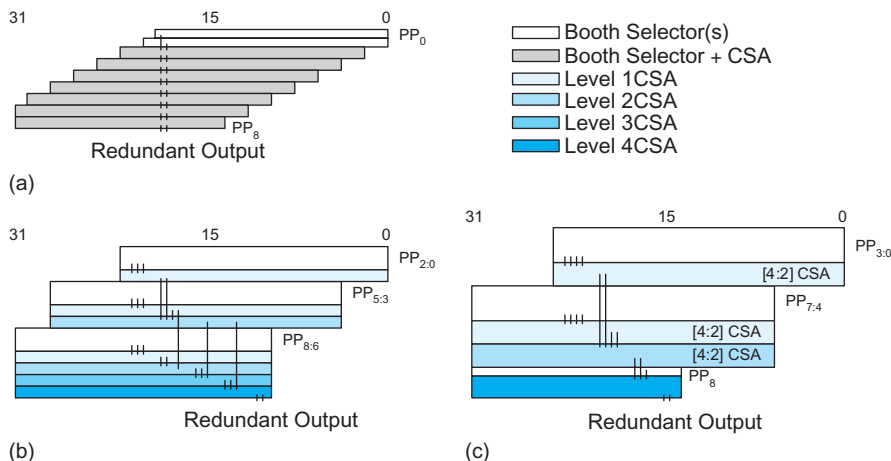 31 15 0
PP0
PP8
Redundant Output
(a)
Booth Selector(s)
Booth Selector + CSA
Level 1CSA
Level 2CSA
Level 3CSA
Level 4CSA
31 15 0
PP2:0
PP5:3
PP8:6
Redundant Output
(b)
31 15 0
PP3:0
[4:2] CSA
PP7:4
[4:2] CSA
[4:2] CSA
PP8
Redundant Output
(c)